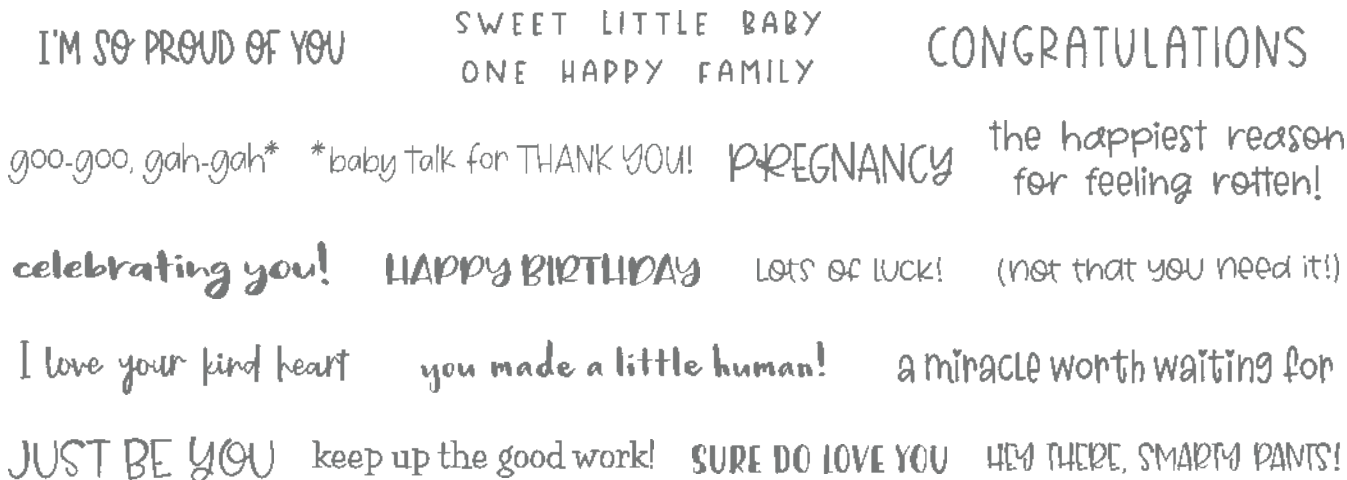 I'M SO PROUD OF YOU
SWEET LITTLE BABY
ONE HAPPY FAMILY
CONGRATULATIONS
goo-goo, gah-gah*
*baby talk for THANK YOU!
PREGNANCY
the happiest reason
for feeling rotten!
celebrating you!
HAPPY BIRTHDAY
LOTS OF LUCK!
(not that you need it!)
I love your kind heart
you made a little human!
a miracle worth waiting for
JUST BE YOU
keep up the good work!
SURE DO LOVE YOU
HEY THERE, SMARTY PANTS!